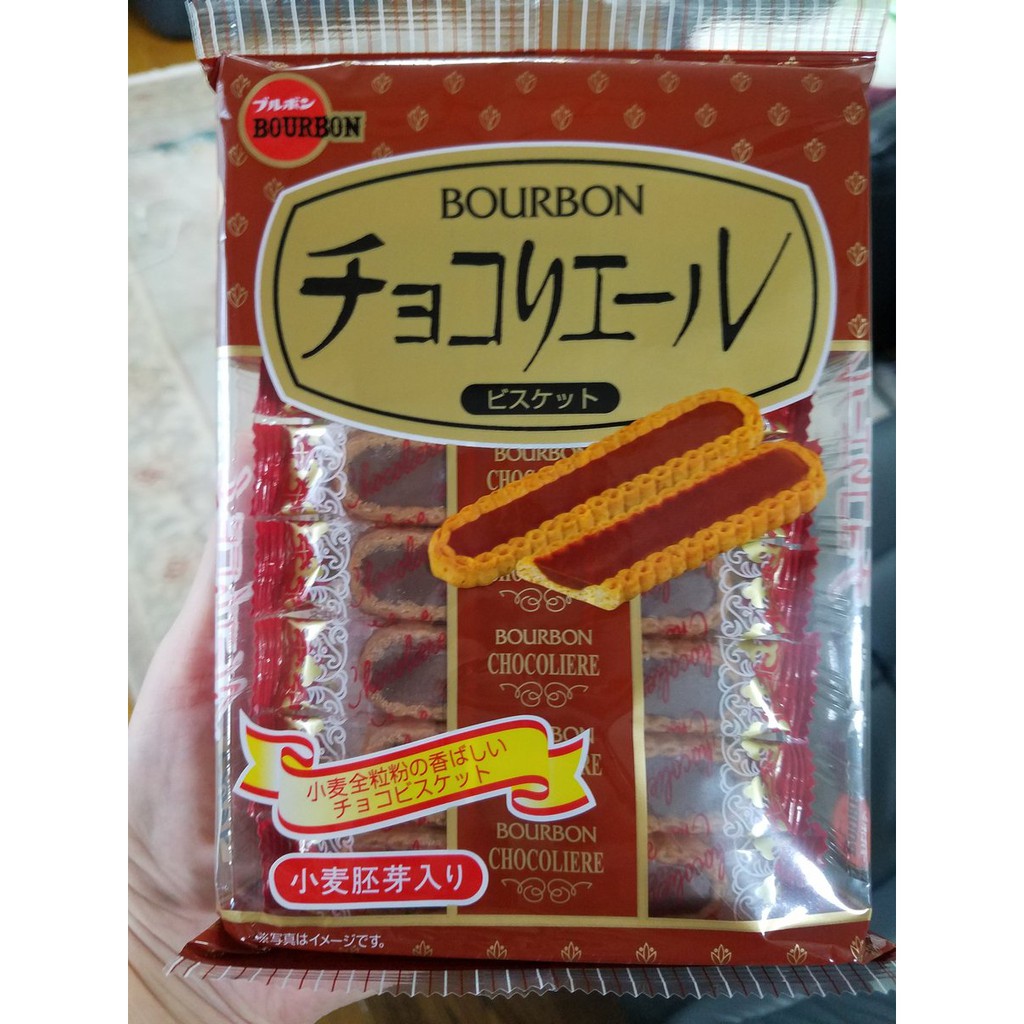 ブルボン
BOURBON
BOURBON
チョコリエール
ビスケット
BOURBON
BOURBON
CHOCOLIERE
BOURBON
CHOCOLIERE
小麦全粒粉の香ばしい
チョコビスケット
小麦胚芽入り
※写真はイメージです。